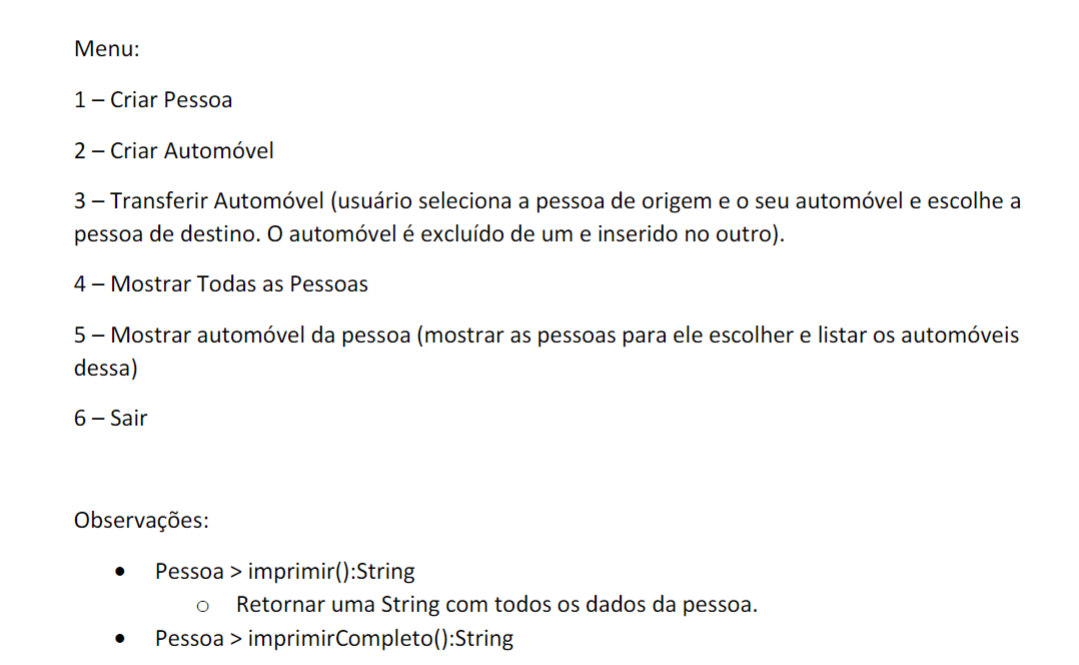 Menu:
1 – Criar Pessoa
2 – Criar Automóvel
3 – Transferir Automóvel (usuário seleciona a pessoa de origem e o seu automóvel e escolhe a
pessoa de destino. O automóvel é excluído de um e inserido no outro).
4 – Mostrar Todas as Pessoas
5 – Mostrar automóvel da pessoa (mostrar as pessoas para ele escolher e listar os automóveis
dessa)
6 – Sair
Observações:
• Pessoa > imprimir():String
o Retornar uma String com todos os dados da pessoa.
• Pessoa > imprimirCompleto():String